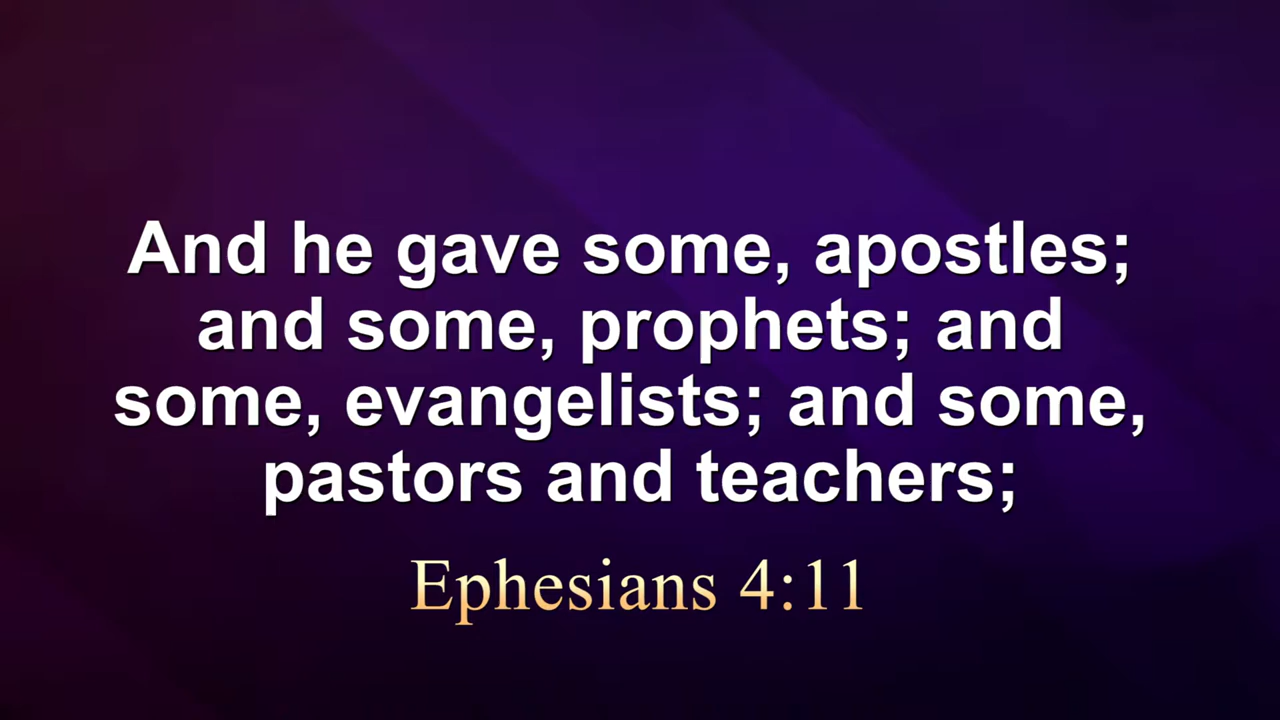 And he gave some, apostles;
and some, prophets; and
some, evangelists; and some,
pastors and teachers;
Ephesians 4:11